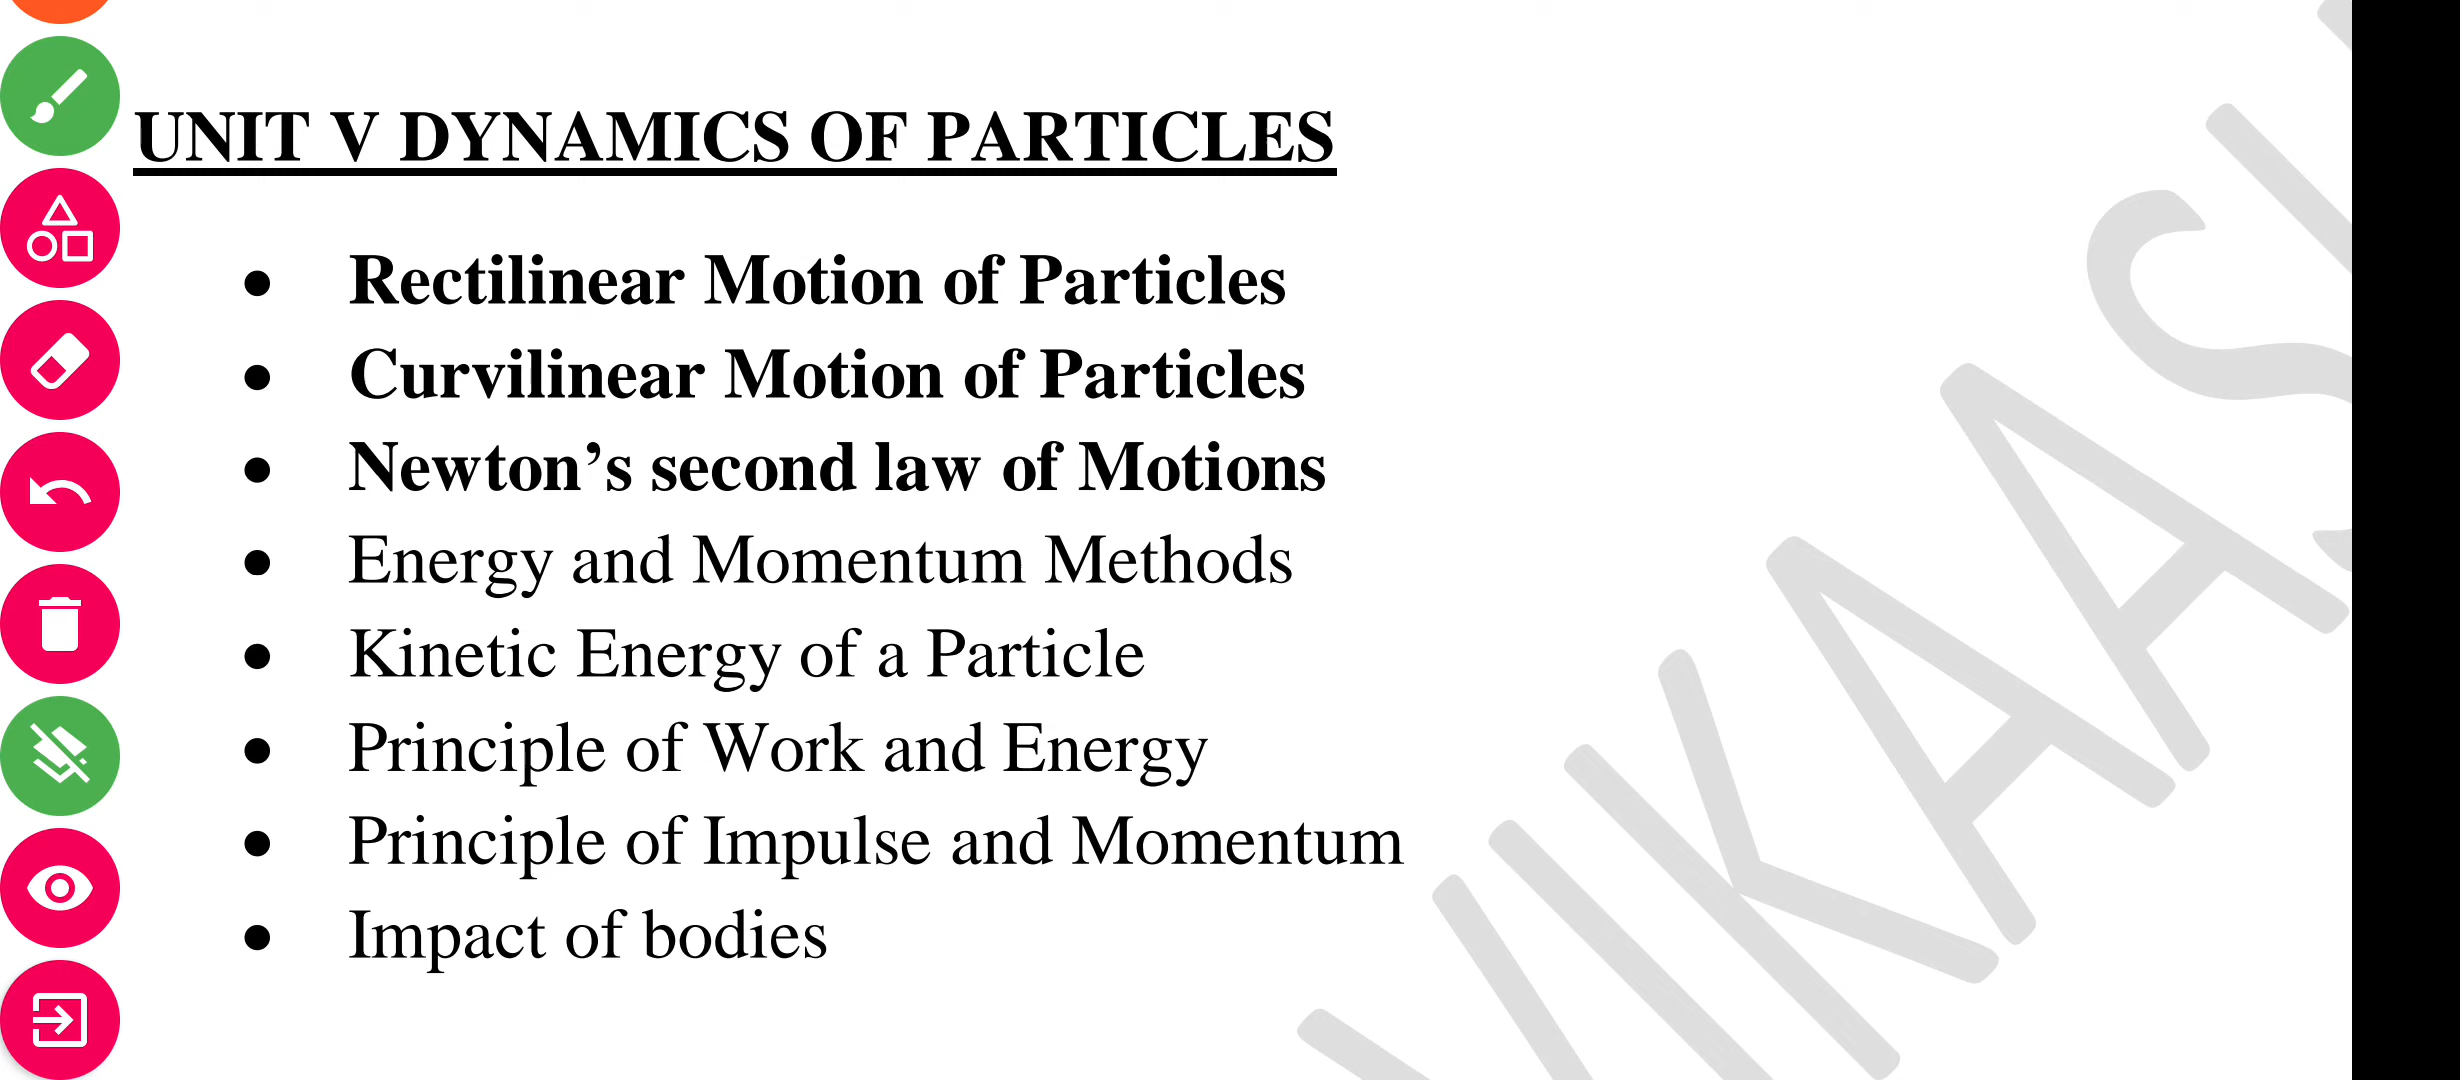 UNIT V DYNAMICS OF PARTICLES
• Rectilinear Motion of Particles
• Curvilinear Motion of Particles
• Newton’s second law of Motions
• Energy and Momentum Methods
• Kinetic Energy of a Particle
• Principle of Work and Energy
• Principle of Impulse and Momentum
• Impact of bodies